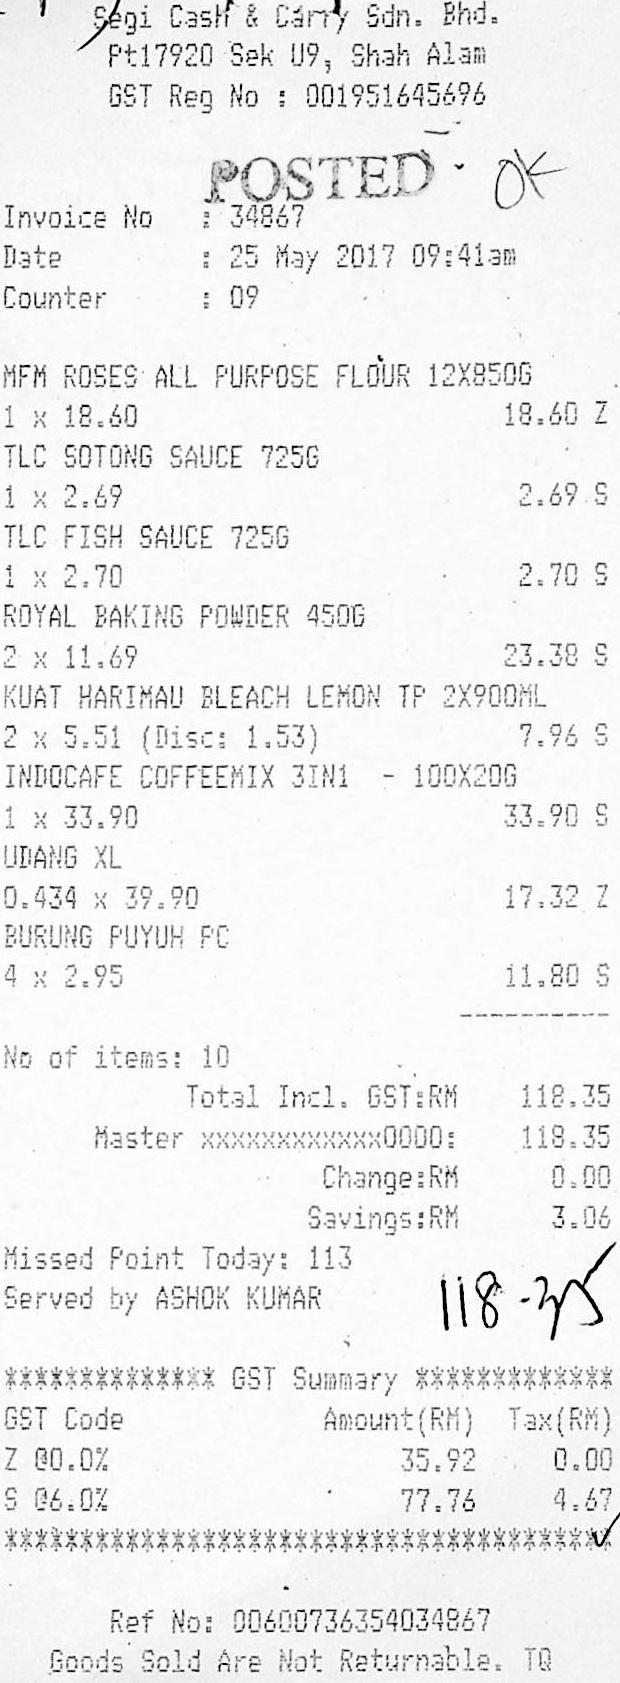 Segi Cash & Carry Sdn. Bhd.
Pt17920 Sek U9, Shah Alam
GST Reg No : 001951645696
POSTED OK
Invoice No : 34867
Date : 25 May 2017 09:41am
Counter : 09
MFM ROSES ALL PURPOSE FLOUR 12X850G
1 x 18.60 18.60 Z
TLC SOTONG SAUCE 725G
1 x 2.69 2.69 S
TLC FISH SAUCE 725G
1 x 2.70 2.70 S
ROYAL BAKING POWDER 450G
2 x 11.69 23.38 S
KUAT HARIMAU BLEACH LEMON TP 2X900ML
2 x 5.51 (Disc: 1.53) 7.96 S
INDOCAFE COFFEEMIX 3IN1 - 100X20G
1 x 33.90 33.90 S
UDANG XL
0.434 x 39.90 17.32 Z
BURUNG PUYUH PC
4 x 2.95 11.80 S
----------
No of items: 10
Total Incl. GST:RM 118.35
Master xxxxxxxxxxxx0000: 118.35
Change:RM 0.00
Savings:RM 3.06
Missed Point Today: 113
Served by ASHOK KUMAR
118-35
************** GST Summary *************
GST Code Amount(RM) Tax(RM)
Z @0.0% 35.92 0.00
S @6.0% 77.76 4.67
****************************************
Ref No: 00600736354034867
Goods Sold Are Not Returnable. TQ